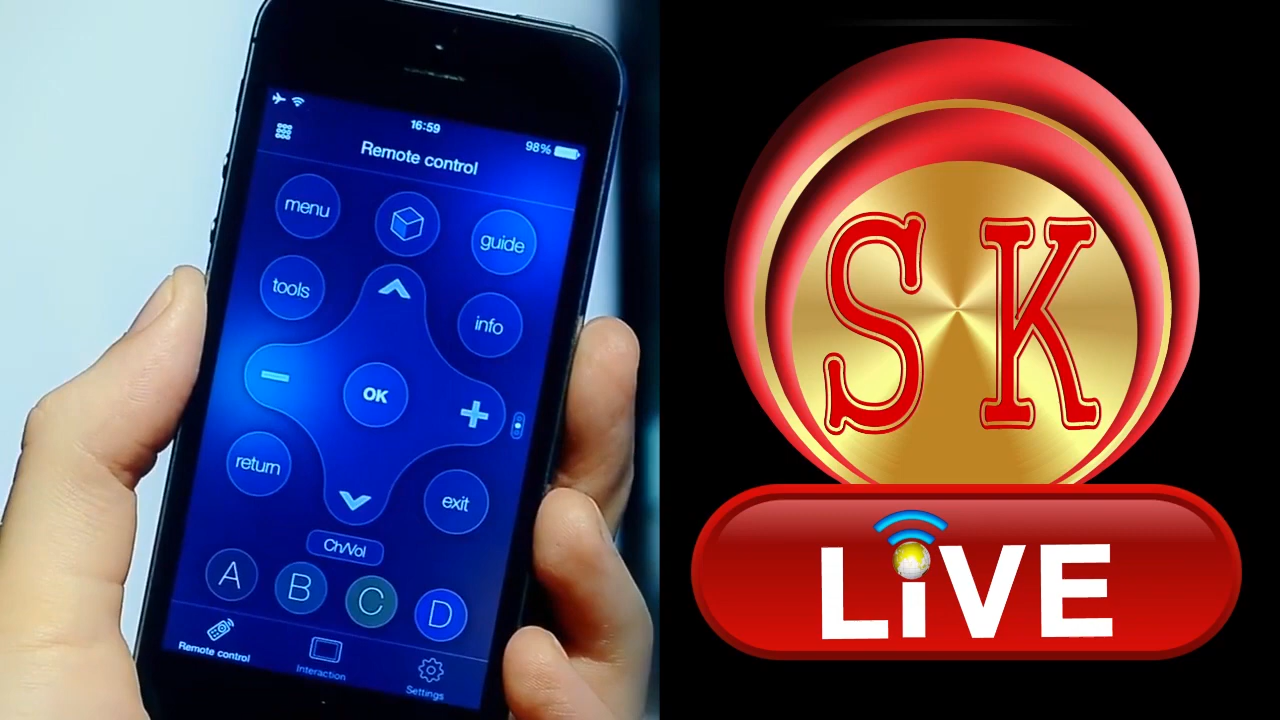 16:59
98%
Remote control
menu
guide
tools
info
OK
return
exit
Ch/Vol
A
B
C
D
Remote control
Interaction
Settings
S K
LiVE